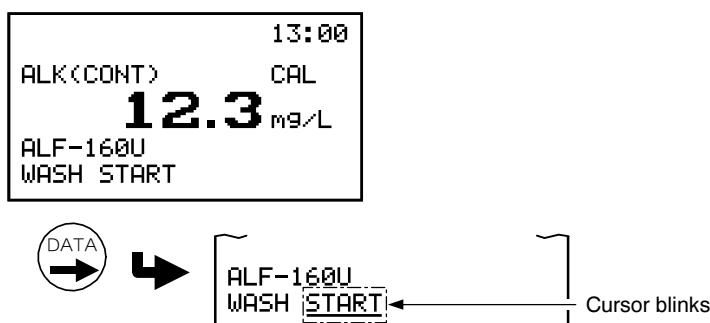 13:00
ALK(CONT) CAL
12.3 mg/L
ALF-160U
WASH START
DATA
ALF-160U
WASH START
Cursor blinks